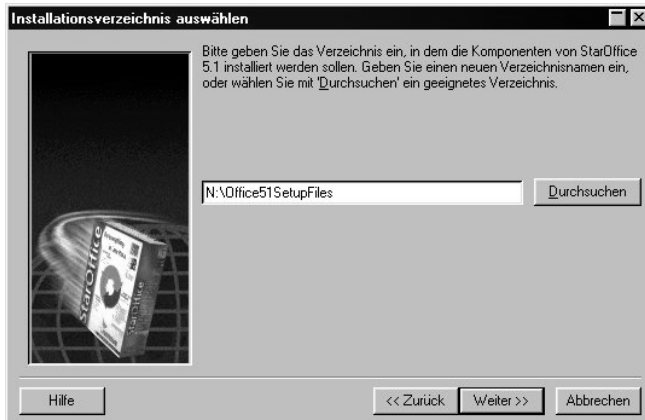 Installationsverzeichnis auswählen
Bitte geben Sie das Verzeichnis ein, in dem die Komponenten von StarOffice
5.1 installiert werden sollen. Geben Sie einen neuen Verzeichnisnamen ein,
oder wählen Sie mit 'Durchsuchen' ein geeignetes Verzeichnis.
N:\Office51SetupFiles
Durchsuchen
StarOffice
StarOffice
Hilfe
<< Zurück
Weiter >>
Abbrechen